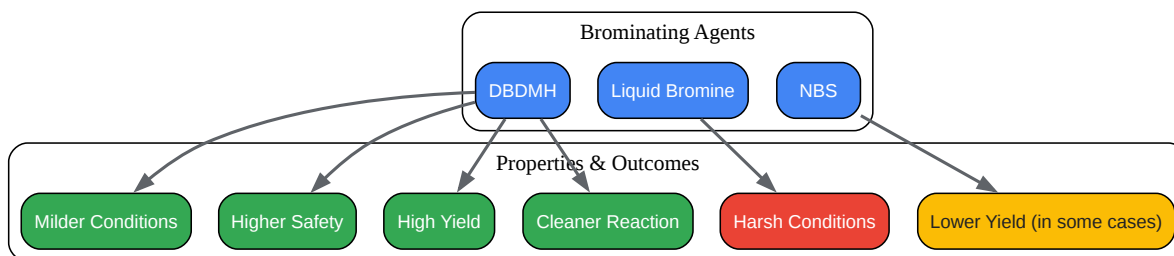 Brominating Agents
DBDMH
Liquid Bromine
NBS
Properties & Outcomes
Milder Conditions
Higher Safety
High Yield
Cleaner Reaction
Harsh Conditions
Lower Yield (in some cases)